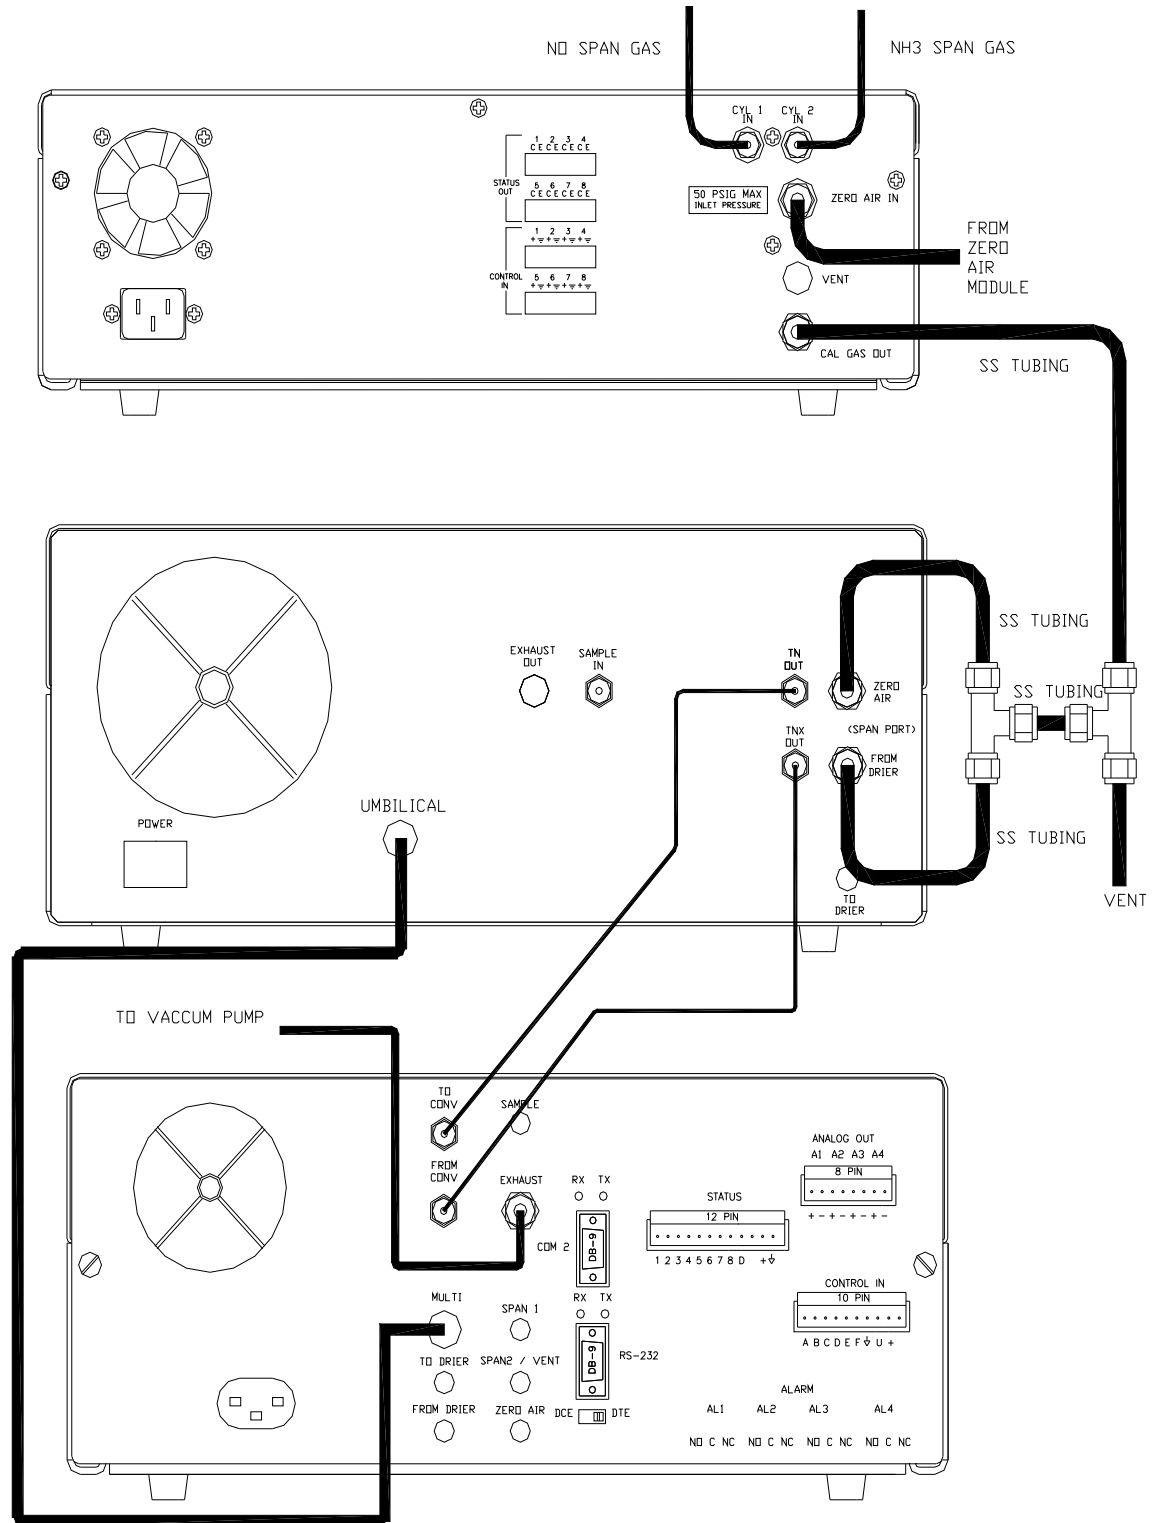 NO SPAN GAS
NH3 SPAN GAS
CYL 1 CYL 2
IN IN
1 2 3 4
CECECECE
STATUS
OUT
5 6 7 8
CECECECE
50 PSIG MAX
INLET PRESSURE
ZERO AIR IN
FROM
ZERO
AIR
MODULE
1 2 3 4
+ + + +
CONTROL
IN
5 6 7 8
+ + + +
VENT
CAL GAS OUT
SS TUBING
EXHAUST
OUT
SAMPLE
IN
TN
OUT
ZERO
AIR
SS TUBING
SS TUBING
(SPAN PORT)
TNX
OUT
FROM
DRIER
UMBILICAL
POWER
SS TUBING
TO
DRIER
VENT
TO VACCUM PUMP
TO
CONV
SAMPLE
FROM
CONV
EXHAUST
RX TX
COM 2
DB-9
STATUS
12 PIN
1 2 3 4 5 6 7 8 D +
ANALOG OUT
A1 A2 A3 A4
8 PIN
+ - + - + - + -
MULTI
SPAN 1
RX TX
DB-9
RS-232
CONTROL IN
10 PIN
A B C D E F U +
TO DRIER
SPAN2 / VENT
FROM DRIER
ZERO AIR
DCE DTE
ALARM
AL1 AL2 AL3 AL4
NO C NC NO C NC NO C NC NO C NC